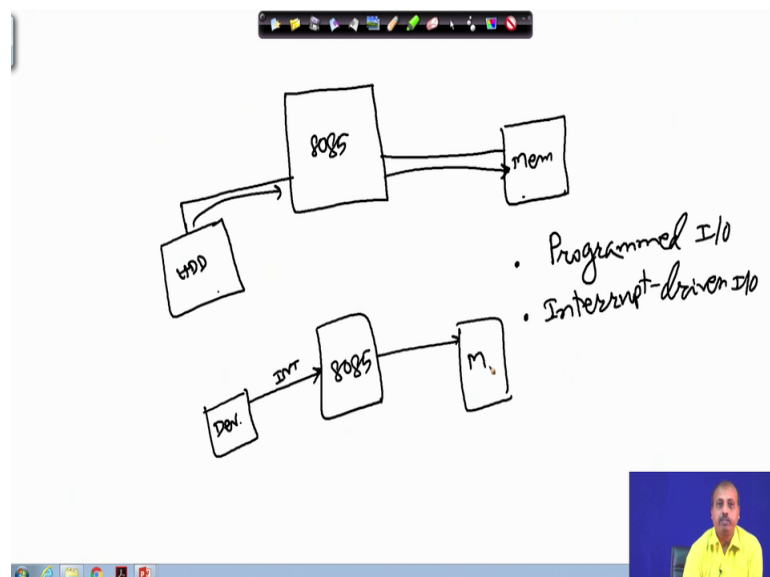 8085
Mem
HDD
• Programmed I/O
• Interrupt-driven I/O
INT
8085
M
Dev.